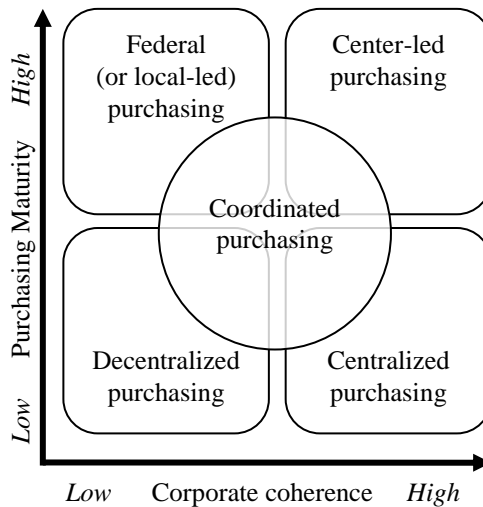 Federal
(or local-led)
purchasing
Center-led
purchasing
Coordinated
purchasing
Decentralized
purchasing
Centralized
purchasing
High
Purchasing Maturity
Low
Low Corporate coherence High